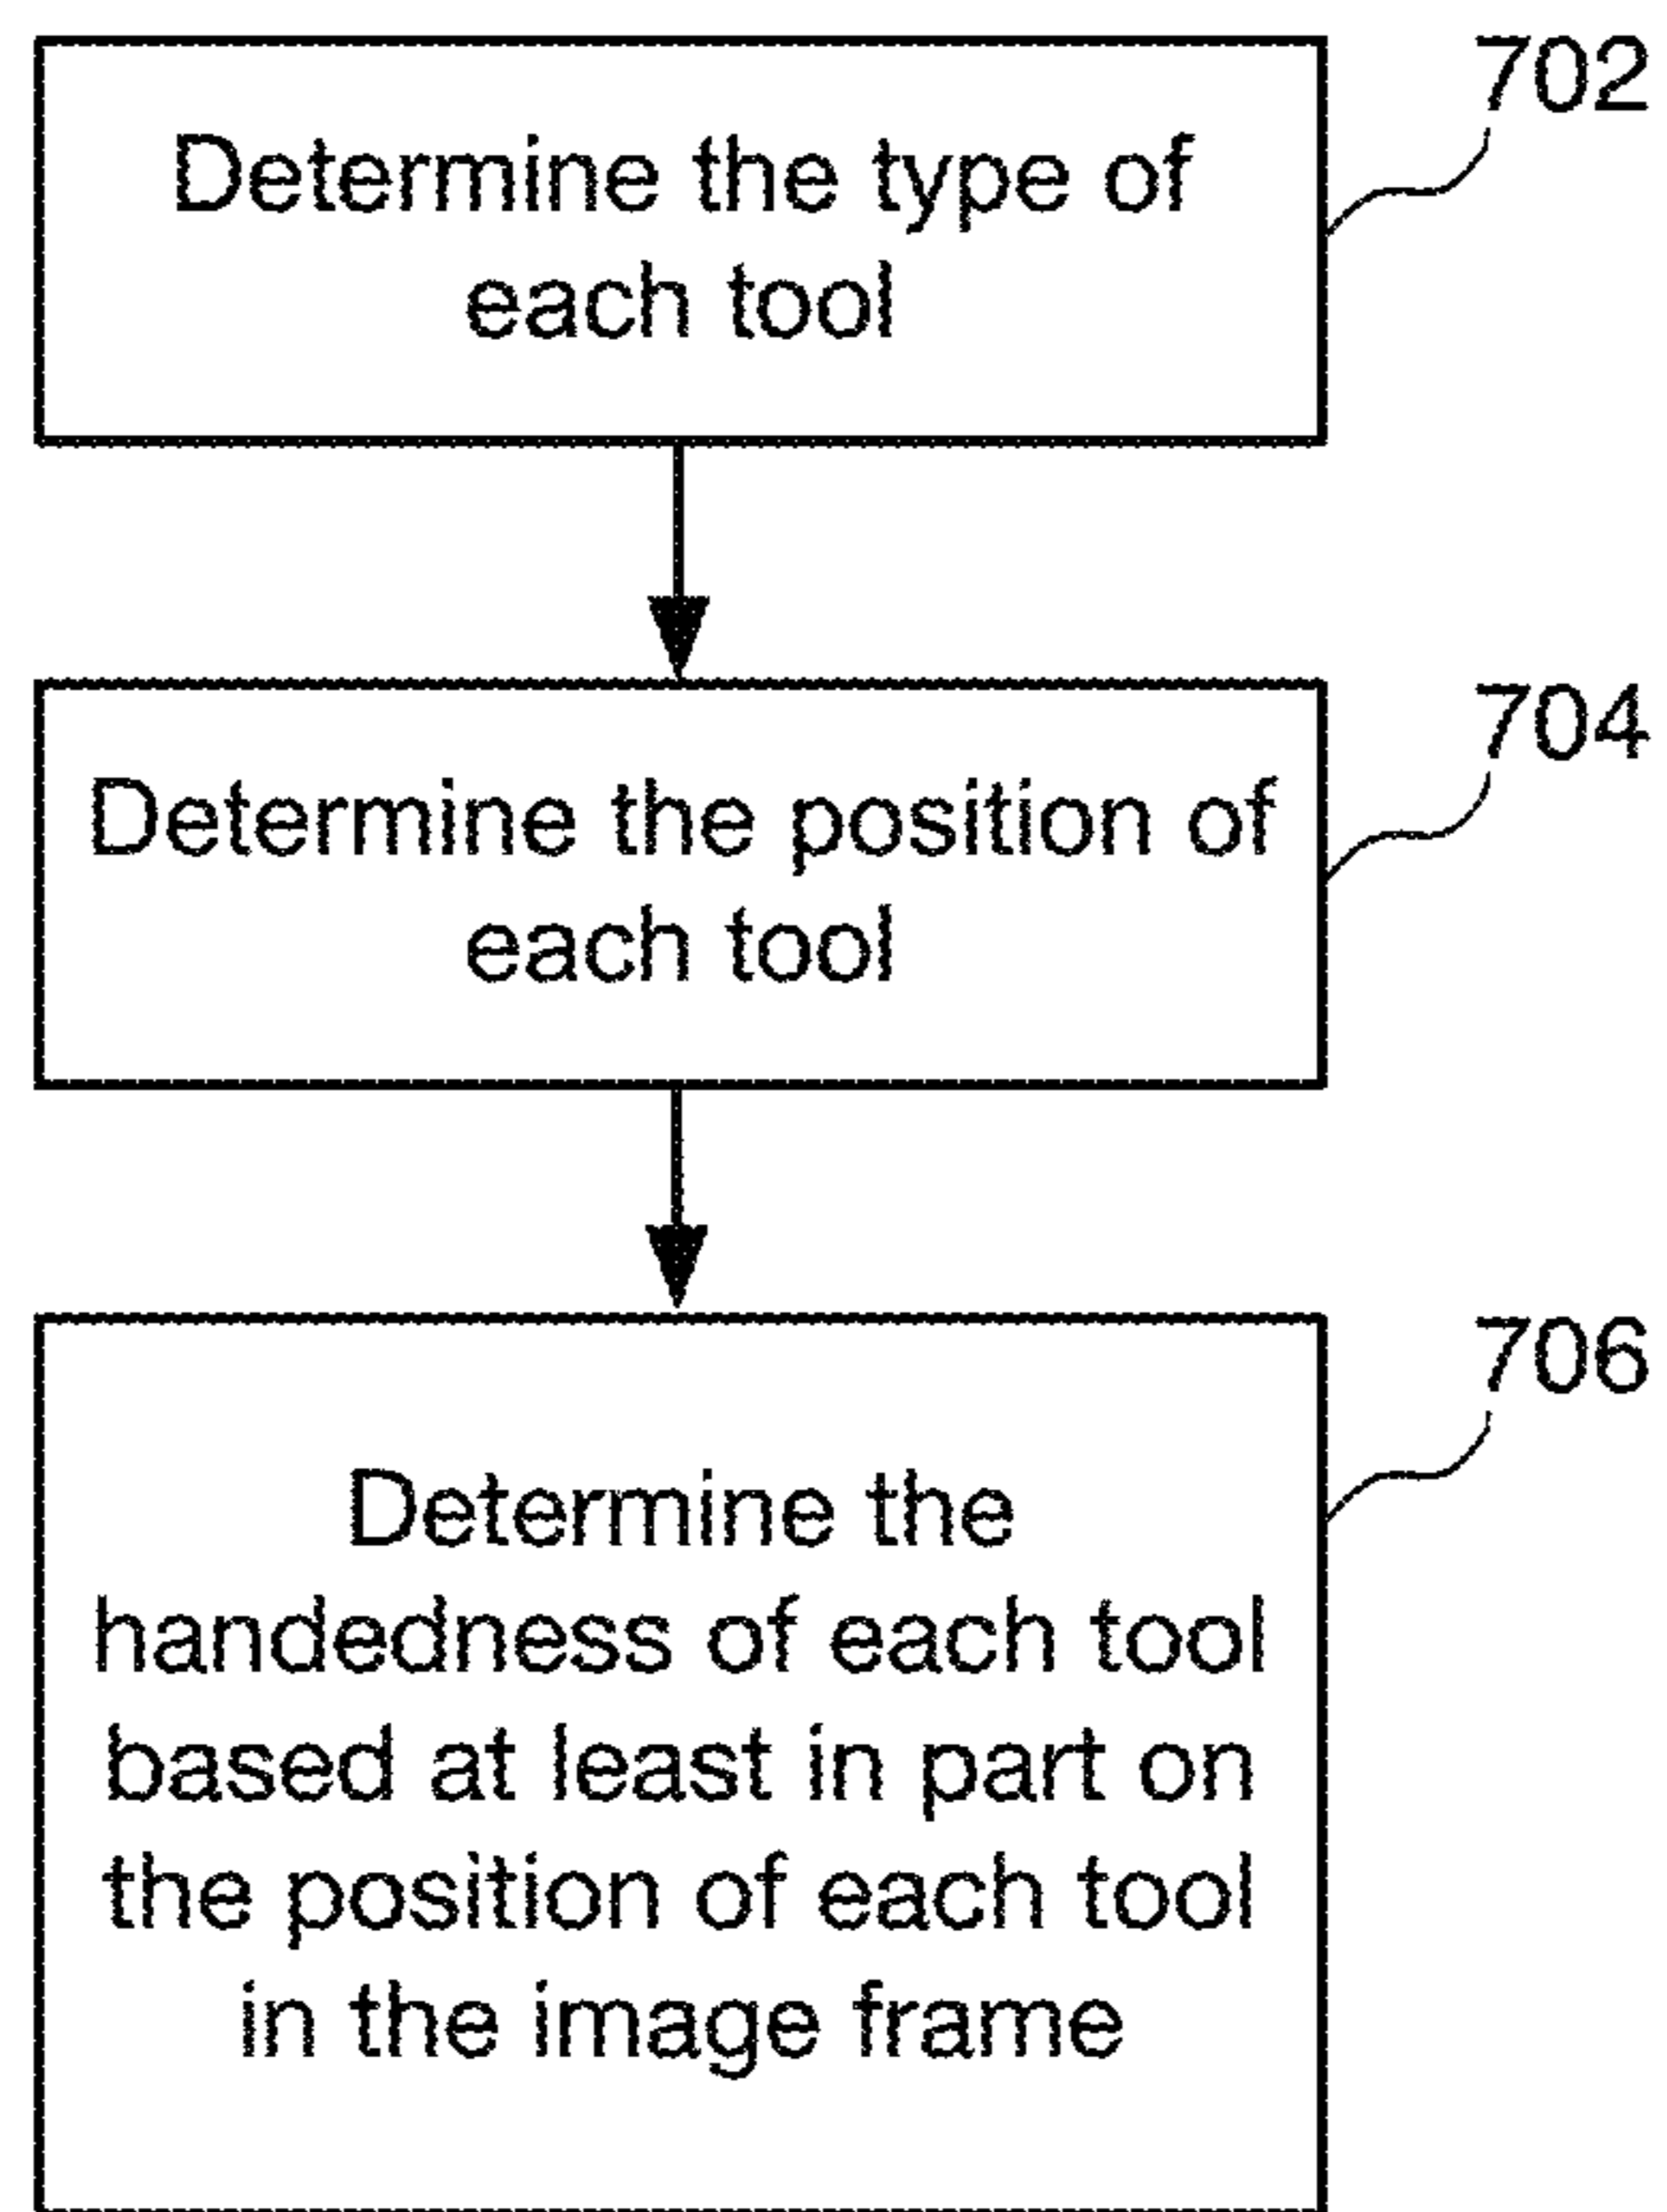 702
Determine the type of
each tool
704
Determine the position of
each tool
706
Determine the
handedness of each tool
based at least in part on
the position of each tool
in the image frame